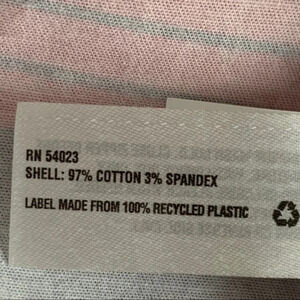 RN 54023
SHELL: 97% COTTON 3% SPANDEX
LABEL MADE FROM 100% RECYCLED PLASTIC